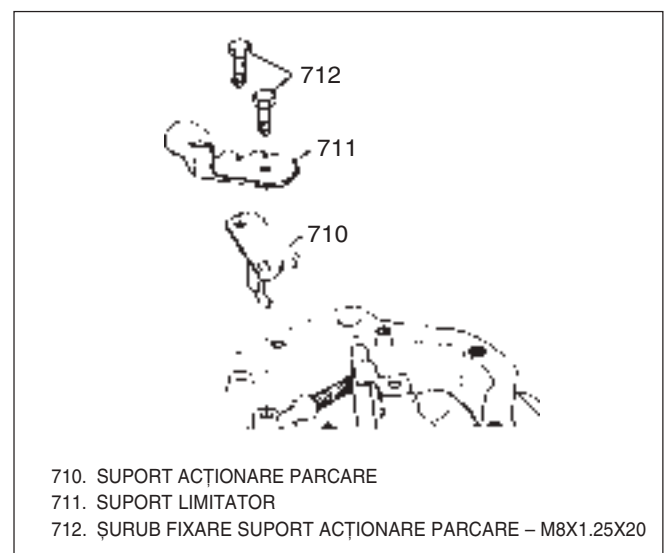 712
711
710
710. SUPORT ACȚIONARE PARCARE
711. SUPORT LIMITATOR
712. ȘURUB FIXARE SUPORT ACȚIONARE PARCARE – M8X1.25X20